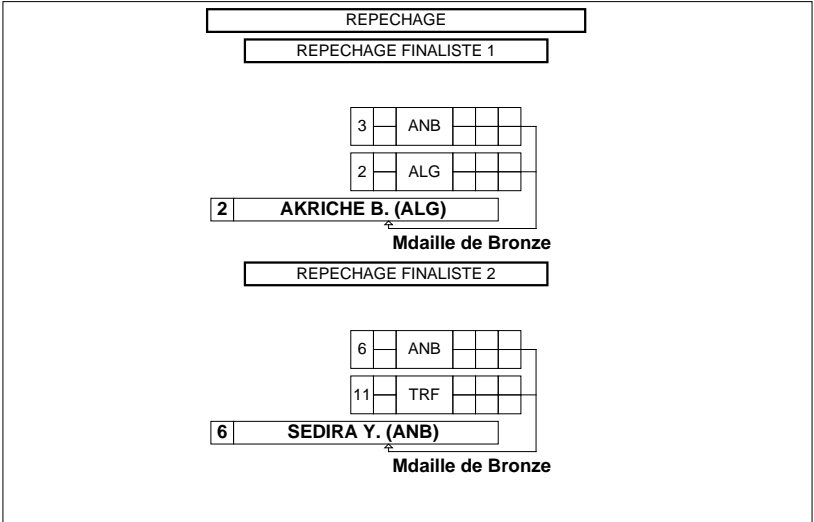 REPECHAGE
REPECHAGE FINALISTE 1
3 ANB
2 ALG
2 AKRICHE B. (ALG)
Mdaille de Bronze
REPECHAGE FINALISTE 2
6 ANB
11 TRF
6 SEDIRA Y. (ANB)
Mdaille de Bronze